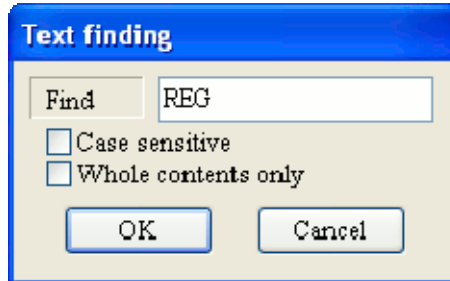 Text finding
Find REG
Case sensitive
Whole contents only
OK Cancel